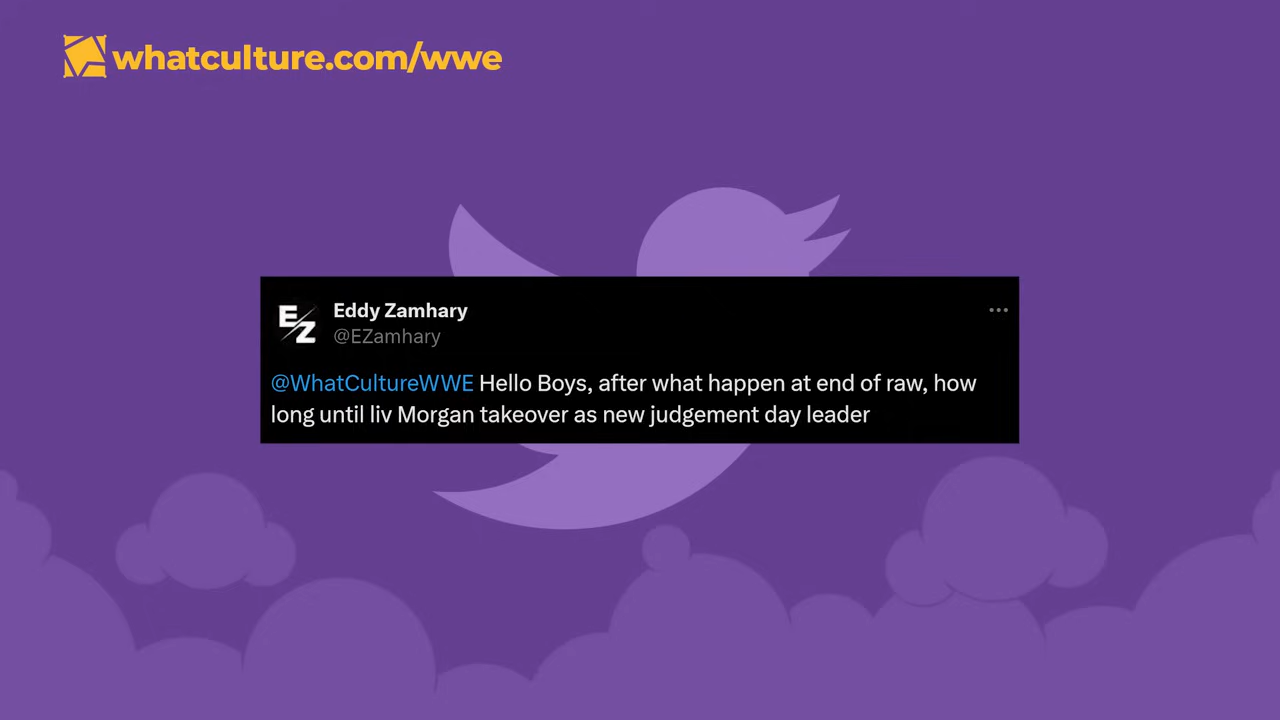 whatculture.com/wwe
EZ
Eddy Zamhary
@EZamhary
@WhatCultureWWE Hello Boys, after what happen at end of raw, how
long until liv Morgan takeover as new judgement day leader